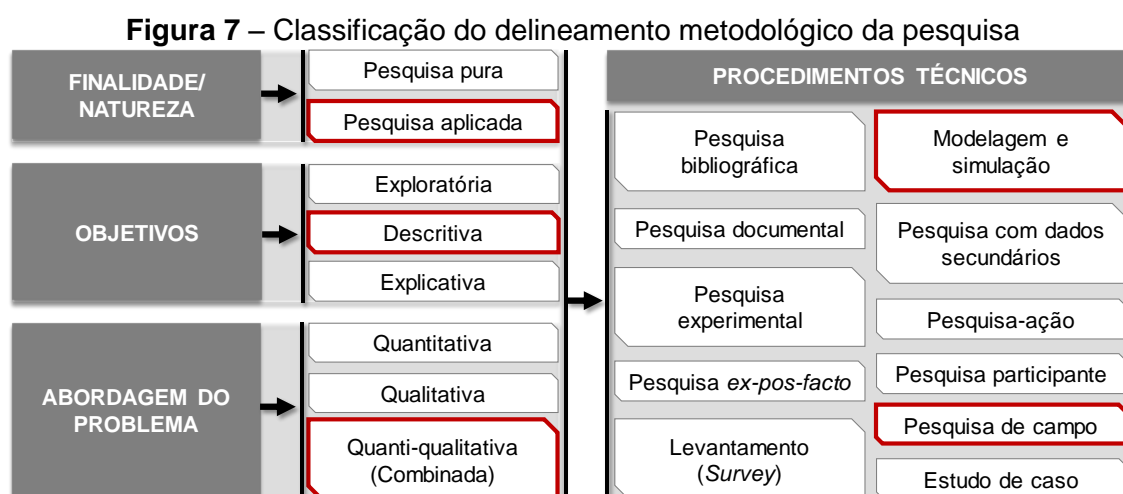 Figura 7 – Classificação do delineamento metodológico da pesquisa
FINALIDADE/
NATUREZA
Pesquisa pura
Pesquisa aplicada
OBJETIVOS
Exploratória
Descritiva
Explicativa
ABORDAGEM DO
PROBLEMA
Quantitativa
Qualitativa
Quanti-qualitativa
(Combinada)
PROCEDIMENTOS TÉCNICOS
Pesquisa
bibliográfica
Pesquisa documental
Pesquisa
experimental
Pesquisa ex-pos-facto
Levantamento
(Survey)
Modelagem e
simulação
Pesquisa com dados
secundários
Pesquisa-ação
Pesquisa participante
Pesquisa de campo
Estudo de caso